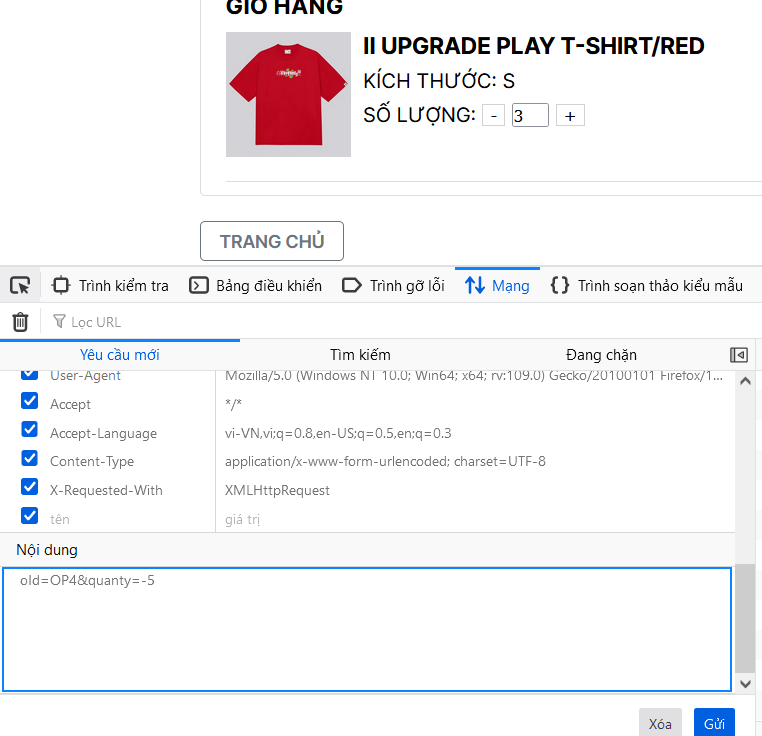 GIỎ HÀNG
II UPGRADE PLAY T-SHIRT/RED
KÍCH THƯỚC: S
SỐ LƯỢNG: - 3 +
TRANG CHỦ
Trình kiểm tra Bảng điều khiển Trình gỡ lỗi Mạng Trình soạn thảo kiểu mẫu
Lọc URL
Yêu cầu mới Tìm kiếm Đang chặn
User-Agent Mozilla/5.0 (Windows NT 10.0; Win64; x64; rv:109.0) Gecko/20100101 Firefox/1...
Accept */*
Accept-Language vi-VN,vi;q=0.8,en-US;q=0.5,en;q=0.3
Content-Type application/x-www-form-urlencoded; charset=UTF-8
X-Requested-With XMLHttpRequest
tên giá trị
Nội dung
oId=OP4&quanty=-5
Xóa Gửi